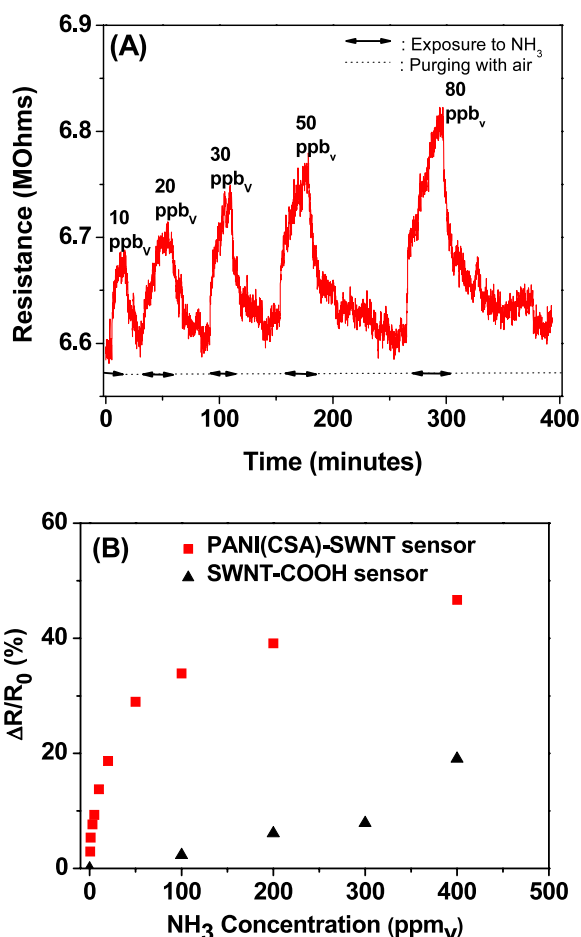 (A)
: Exposure to NH₃
: Purging with air
10 ppbᵥ
20 ppbᵥ
30 ppbᵥ
50 ppbᵥ
80 ppbᵥ
6.9
6.8
6.7
6.6
Resistance (MOhms)
0 100 200 300 400
Time (minutes)
(B)
PANI(CSA)-SWNT sensor
SWNT-COOH sensor
60
40
20
0
ΔR/R₀ (%)
0 100 200 300 400 500
NH₃ Concentration (ppmᵥ)